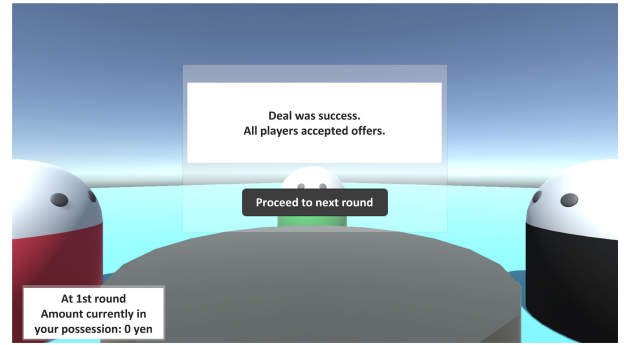 Deal was success.
All players accepted offers.
Proceed to next round
At 1st round
Amount currently in
your possession: 0 yen